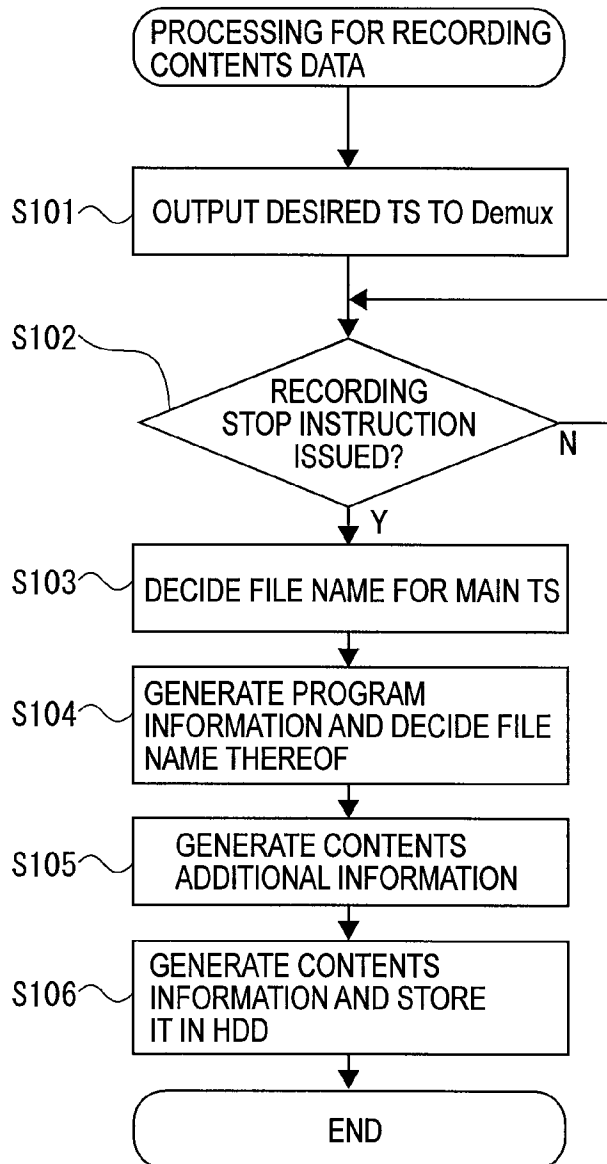 PROCESSING FOR RECORDING
CONTENTS DATA
S101
OUTPUT DESIRED TS TO Demux
S102
RECORDING
STOP INSTRUCTION
ISSUED?
N
Y
S103
DECIDE FILE NAME FOR MAIN TS
S104
GENERATE PROGRAM
INFORMATION AND DECIDE FILE
NAME THEREOF
S105
GENERATE CONTENTS
ADDITIONAL INFORMATION
S106
GENERATE CONTENTS
INFORMATION AND STORE
IT IN HDD
END